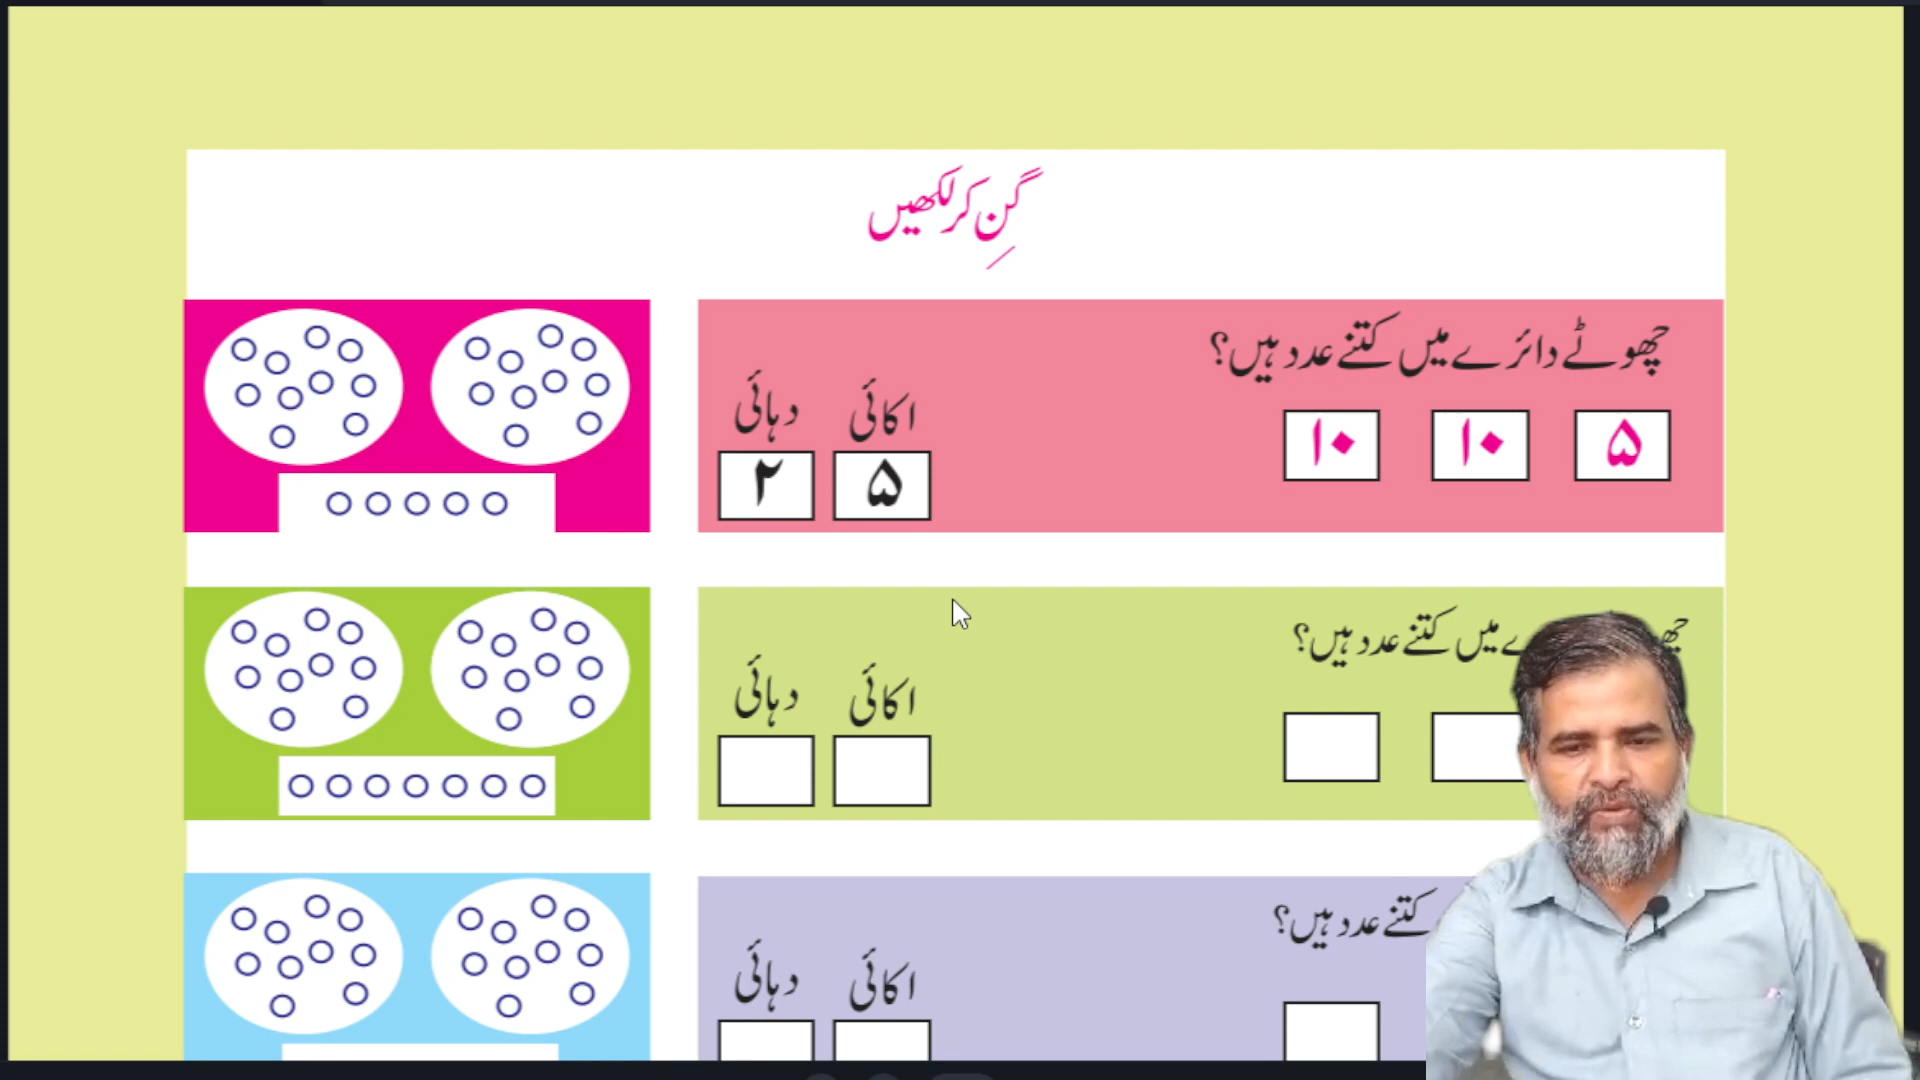 گِن کر لکھیں
چھوٹے دائرے میں کتنے عدد ہیں؟
۵ ۱۰ ۱۰
اکائی دہائی
۵ ۲
میں کتنے عدد ہیں؟
اکائی دہائی
کتنے عدد ہیں؟
اکائی دہائی